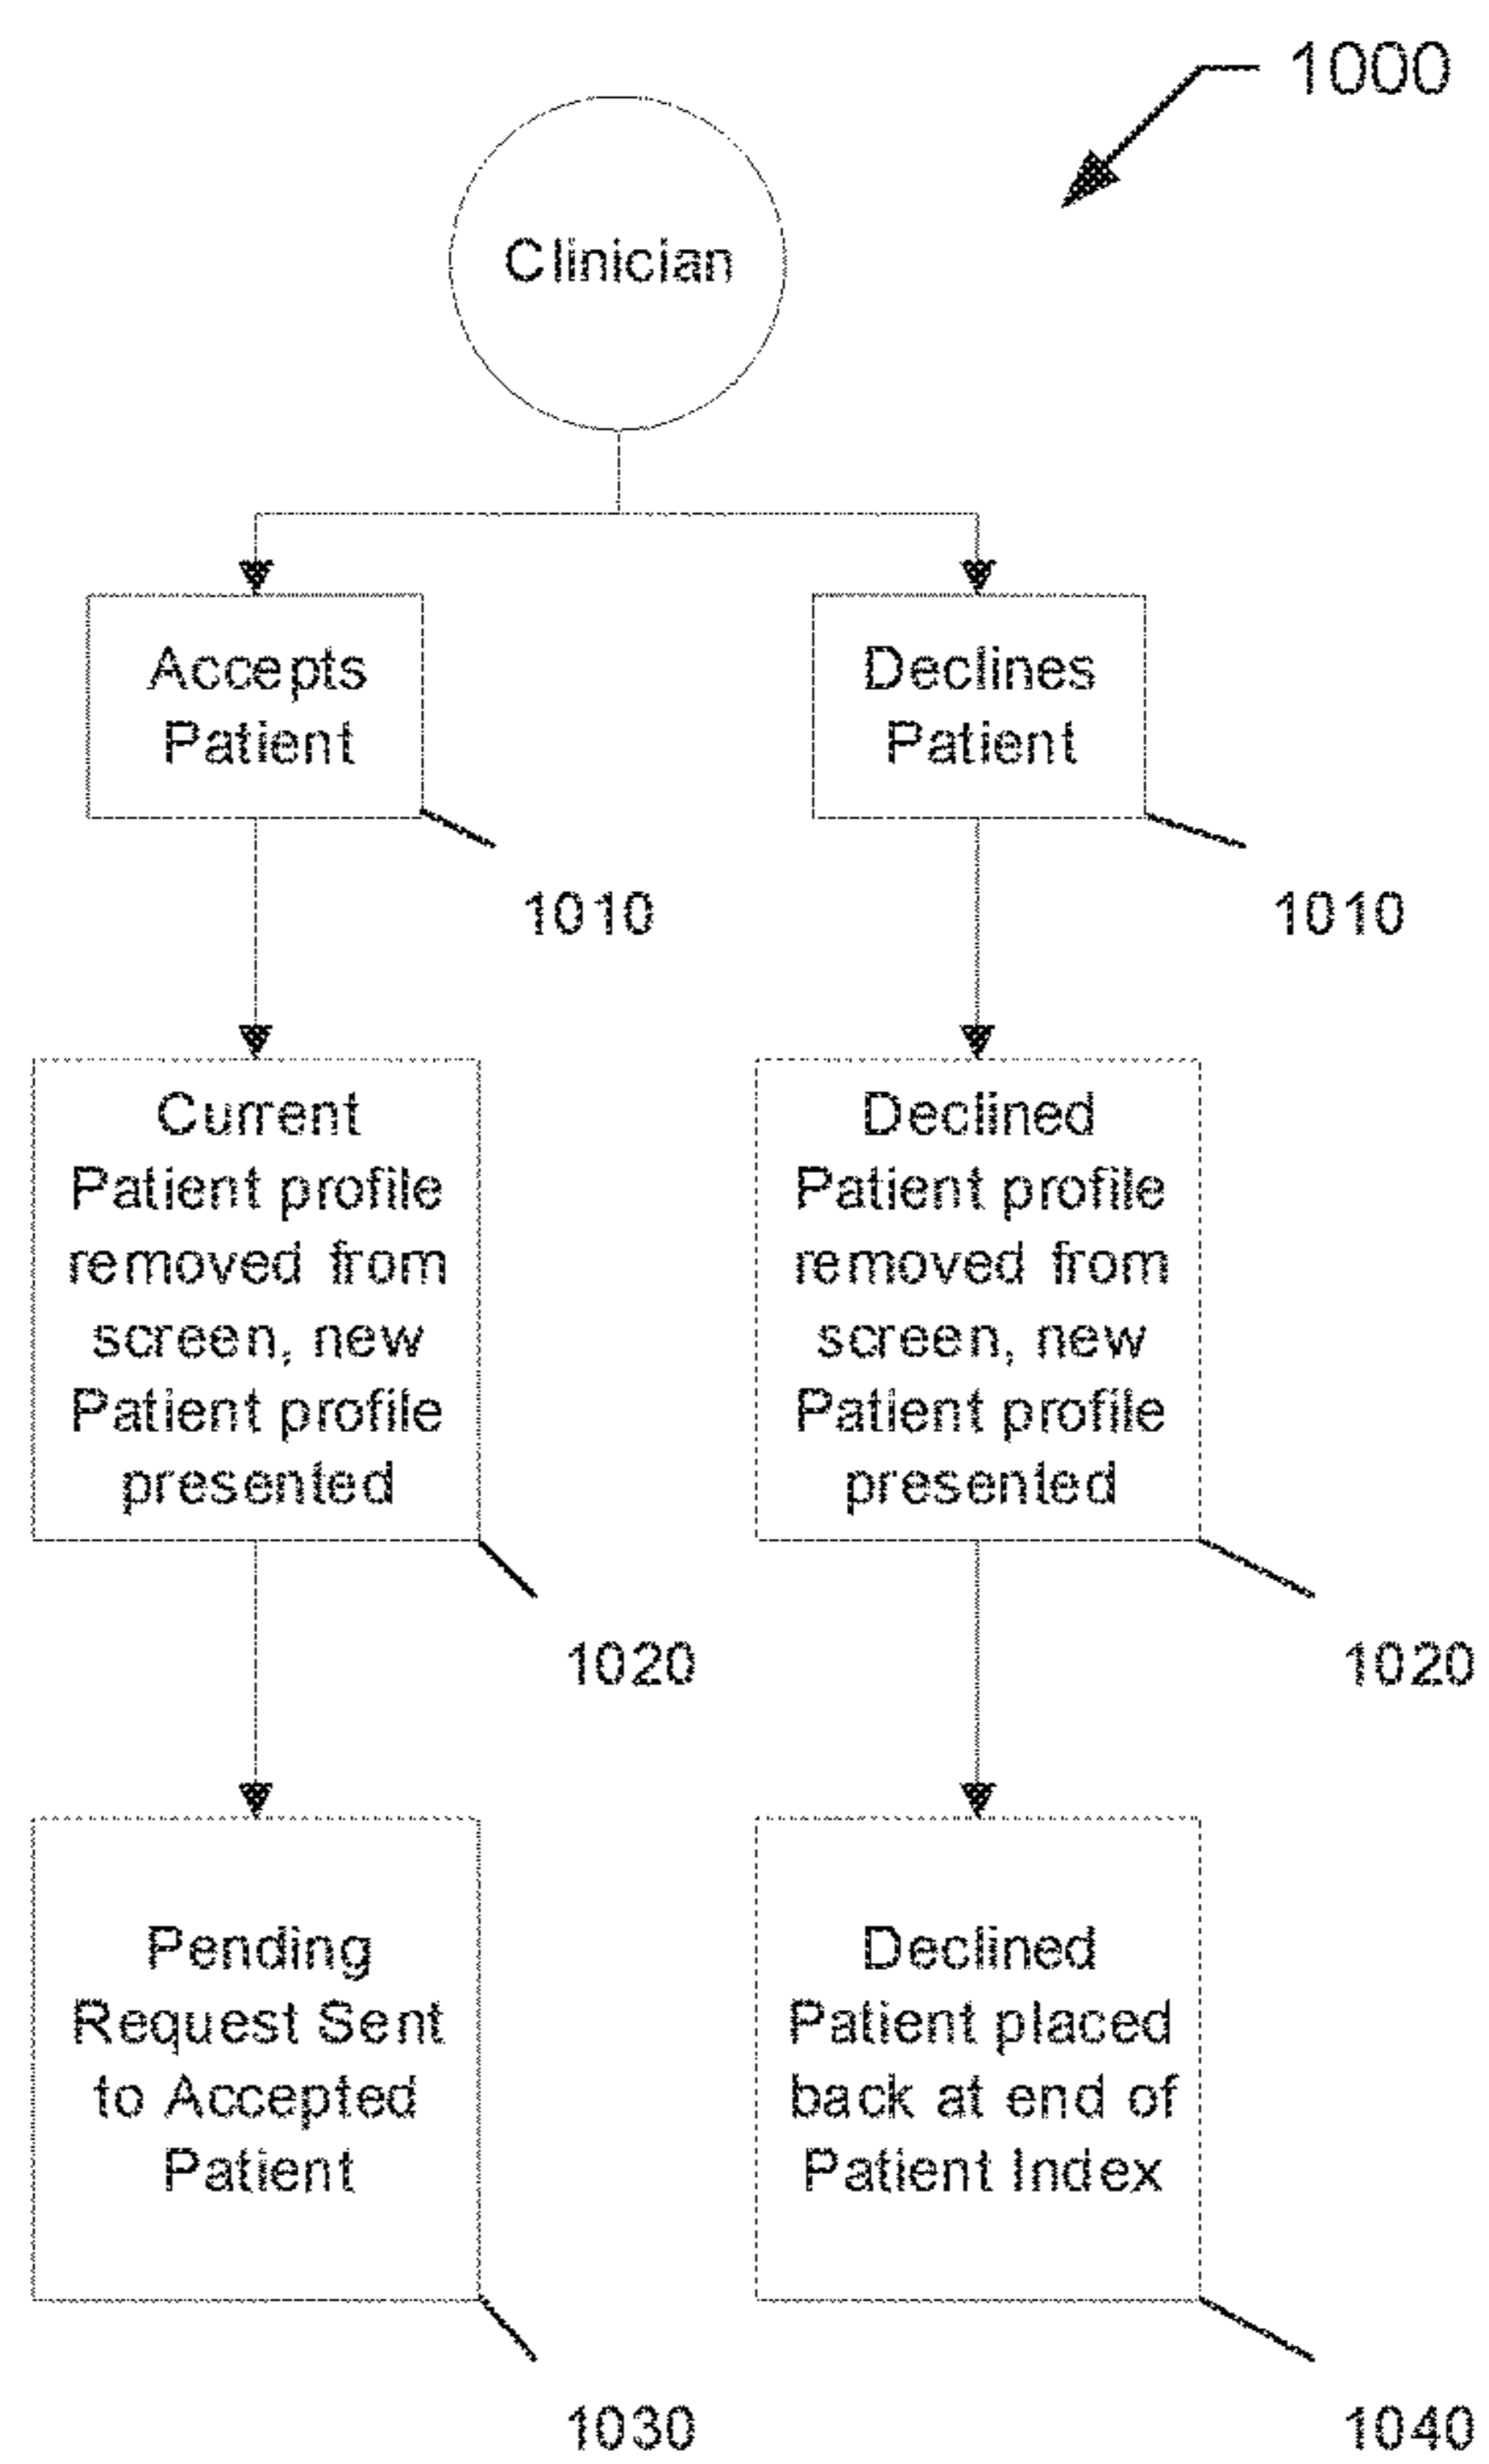 1000
Clinician
Accepts
Patient
1010
Declines
Patient
1010
Current
Patient profile
removed from
screen, new
Patient profile
presented
1020
Declined
Patient profile
removed from
screen, new
Patient profile
presented
1020
Pending
Request Sent
to Accepted
Patient
1030
Declined
Patient placed
back at end of
Patient Index
1040